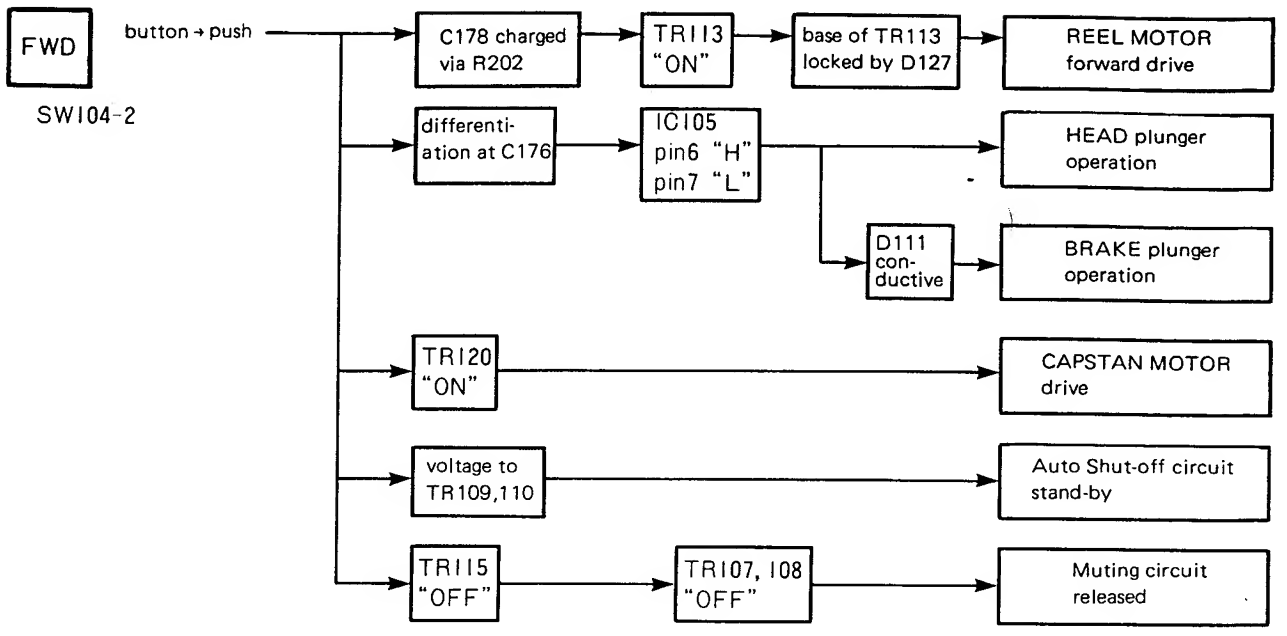 FWD
SW104-2
button → push
C178 charged
via R202
TR113
“ON”
base of TR113
locked by D127
REEL MOTOR
forward drive
differenti-
ation at C176
IC105
pin6 “H”
pin7 “L”
HEAD plunger
operation
D111
con-
ductive
BRAKE plunger
operation
TR120
“ON”
CAPSTAN MOTOR
drive
voltage to
TR109,110
Auto Shut-off circuit
stand-by
TR115
“OFF”
TR107, 108
“OFF”
Muting circuit
released